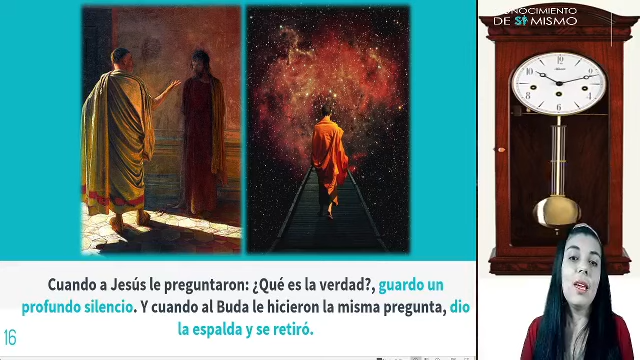 CONOCIMIENTO
DE SÍ MISMO
Cuando a Jesús le preguntaron: ¿Qué es la verdad?, guardo un
profundo silencio. Y cuando al Buda le hicieron la misma pregunta, dio
la espalda y se retiró.
16